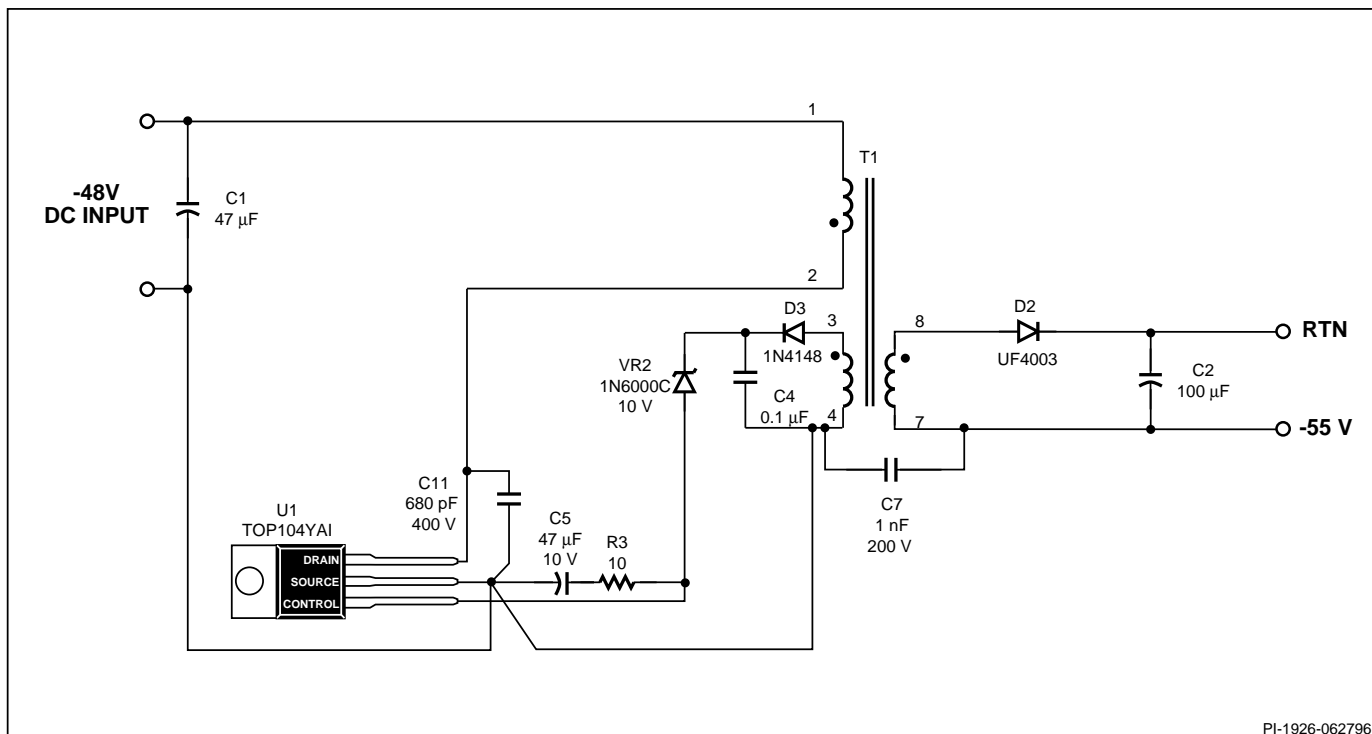 1
T1
-48V
DC INPUT
C1
47 µF
2
D3
1N4148
3
8
D2
UF4003
RTN
VR2
1N6000C
10 V
C4
0.1 µF
4
7
C2
100 µF
-55 V
C11
680 pF
400 V
C7
1 nF
200 V
U1
TOP104YAI
DRAIN
SOURCE
CONTROL
C5
47 µF
10 V
R3
10
PI-1926-062796